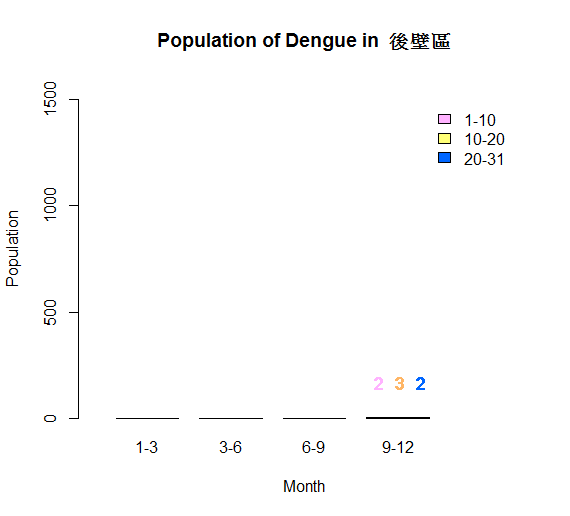 Population of Dengue in 後壁區
1-10
10-20
20-31
Population
1500
1000
500
0
2 3 2
1-3 3-6 6-9 9-12
Month